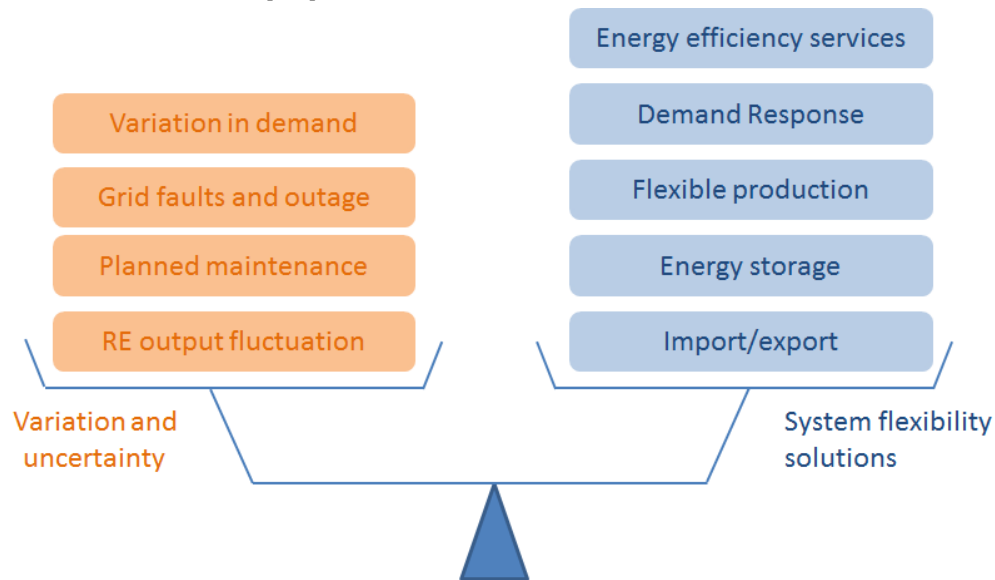 Variation in demand
Grid faults and outage
Planned maintenance
RE output fluctuation
Variation and
uncertainty
Energy efficiency services
Demand Response
Flexible production
Energy storage
Import/export
System flexibility
solutions